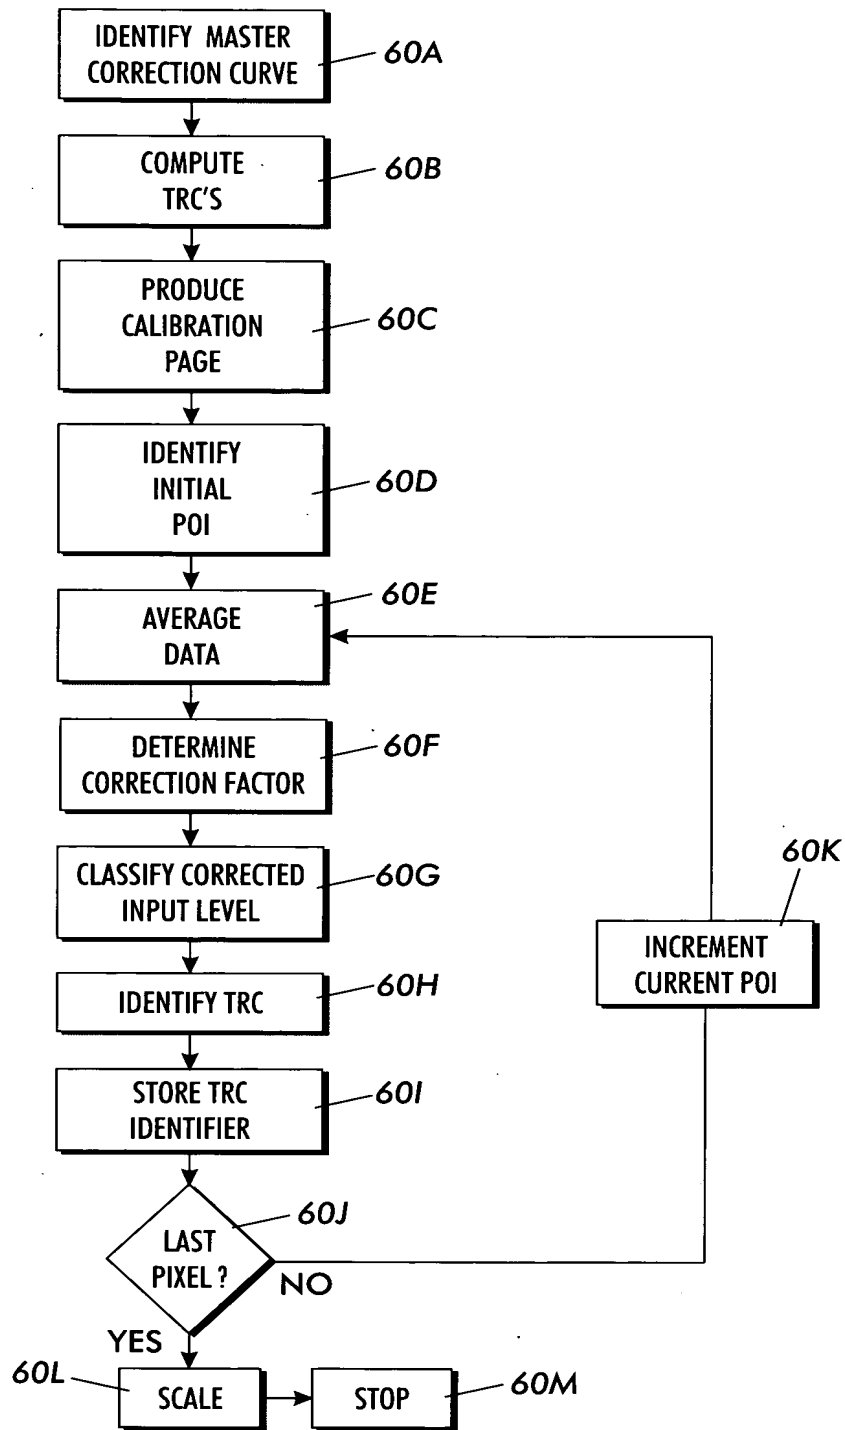 IDENTIFY MASTER
CORRECTION CURVE
60A
COMPUTE
TRC'S
60B
PRODUCE
CALIBRATION
PAGE
60C
IDENTIFY
INITIAL
POI
60D
AVERAGE
DATA
60E
DETERMINE
CORRECTION FACTOR
60F
CLASSIFY CORRECTED
INPUT LEVEL
60G
IDENTIFY TRC
60H
STORE TRC
IDENTIFIER
60I
LAST
PIXEL ?
60J
NO
INCREMENT
CURRENT POI
60K
YES
60L
SCALE
STOP
60M